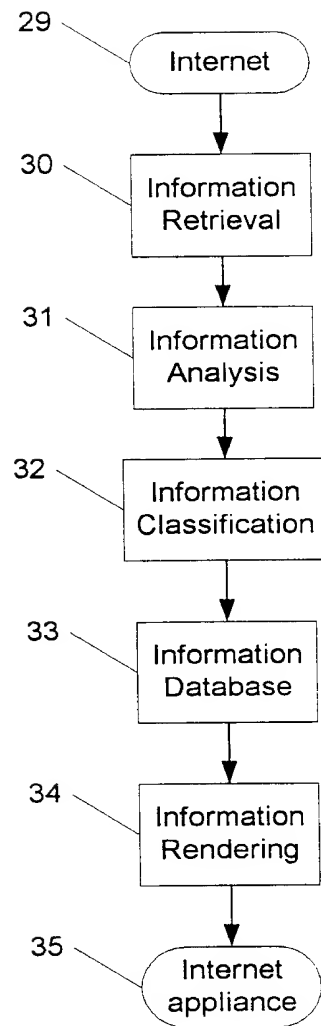 29
Internet
30
Information
Retrieval
31
Information
Analysis
32
Information
Classification
33
Information
Database
34
Information
Rendering
35
Internet
appliance